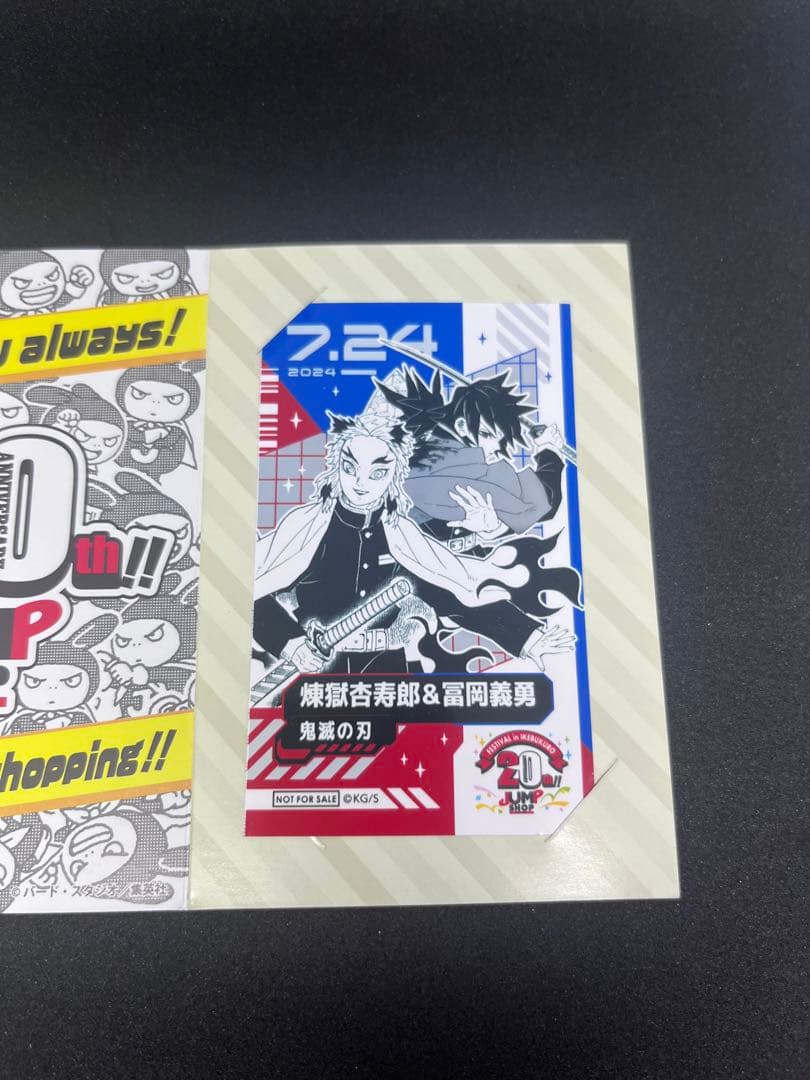 always!
ANNIVERSARY
0th!!
P
hopping!!
©バード・スタジオ/集英社
7.24
2024
煉獄杏寿郎&冨岡義勇
鬼滅の刃
NOT FOR SALE ©KG/S
FESTIVAL in IKEBUKURO
20th!!
JUMP
SHOP